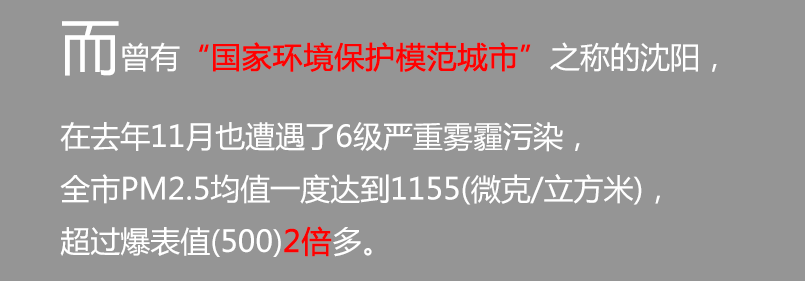 而曾有“国家环境保护模范城市”之称的沈阳，
在去年11月也遭遇了6级严重雾霾污染，
全市PM2.5均值一度达到1155(微克/立方米)，
超过爆表值(500)2倍多。